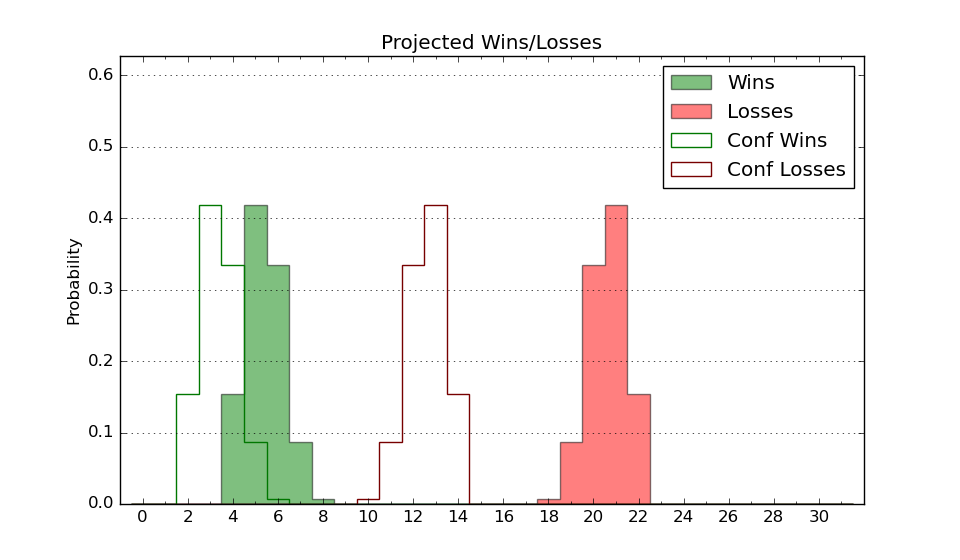 Projected Wins/Losses
Wins
Losses
Conf Wins
Conf Losses
Probability
0.6
0.5
0.4
0.3
0.2
0.1
0.0
0 2 4 6 8 10 12 14 16 18 20 22 24 26 28 30